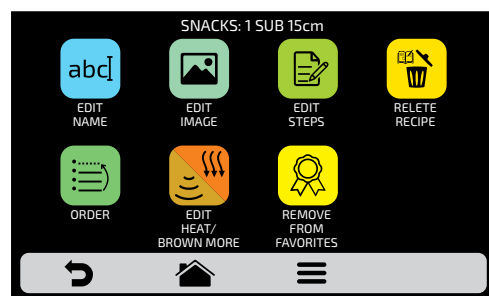 SNACKS: 1 SUB 15cm
abc
EDIT
NAME
EDIT
IMAGE
EDIT
STEPS
RELETE
RECIPE
ORDER
EDIT
HEAT/
BROWN MORE
REMOVE
FROM
FAVORITES